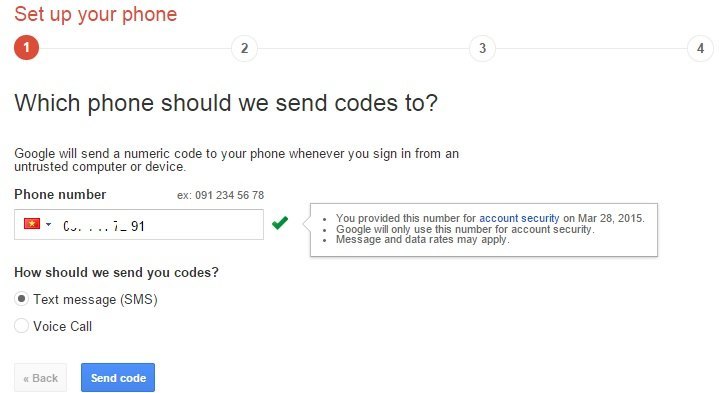 Set up your phone
1 2 3 4
Which phone should we send codes to?
Google will send a numeric code to your phone whenever you sign in from an
untrusted computer or device.
Phone number ex: 091 234 56 78
91
You provided this number for account security on Mar 28, 2015.
Google will only use this number for account security.
Message and data rates may apply.
How should we send you codes?
Text message (SMS)
Voice Call
« Back Send code